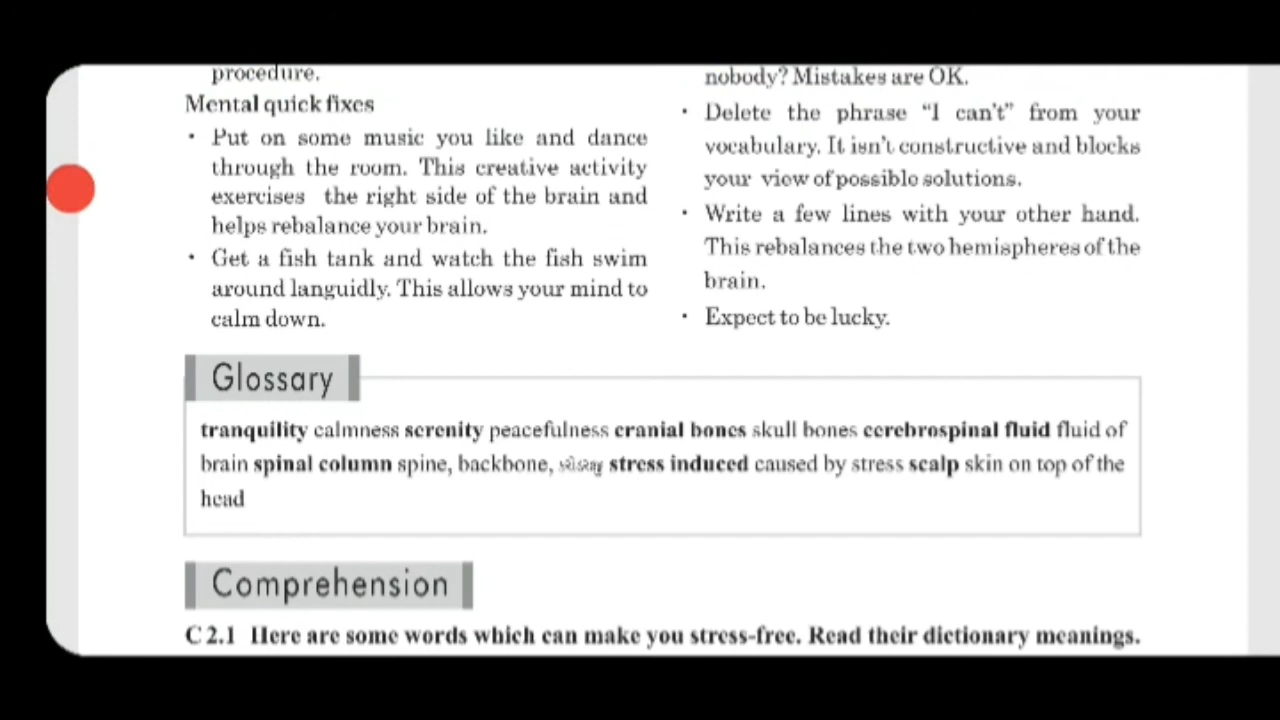 procedure.
Mental quick fixes
• Put on some music you like and dance
through the room. This creative activity
exercises the right side of the brain and
helps rebalance your brain.
• Get a fish tank and watch the fish swim
around languidly. This allows your mind to
calm down.
nobody? Mistakes are OK.
• Delete the phrase “I can’t” from your
vocabulary. It isn’t constructive and blocks
your view of possible solutions.
• Write a few lines with your other hand.
This rebalances the two hemispheres of the
brain.
• Expect to be lucky.
Glossary
tranquility calmness serenity peacefulness cranial bones skull bones cerebrospinal fluid fluid of
brain spinal column spine, backbone, stress induced caused by stress scalp skin on top of the
head
Comprehension
C 2.1 Here are some words which can make you stress-free. Read their dictionary meanings.